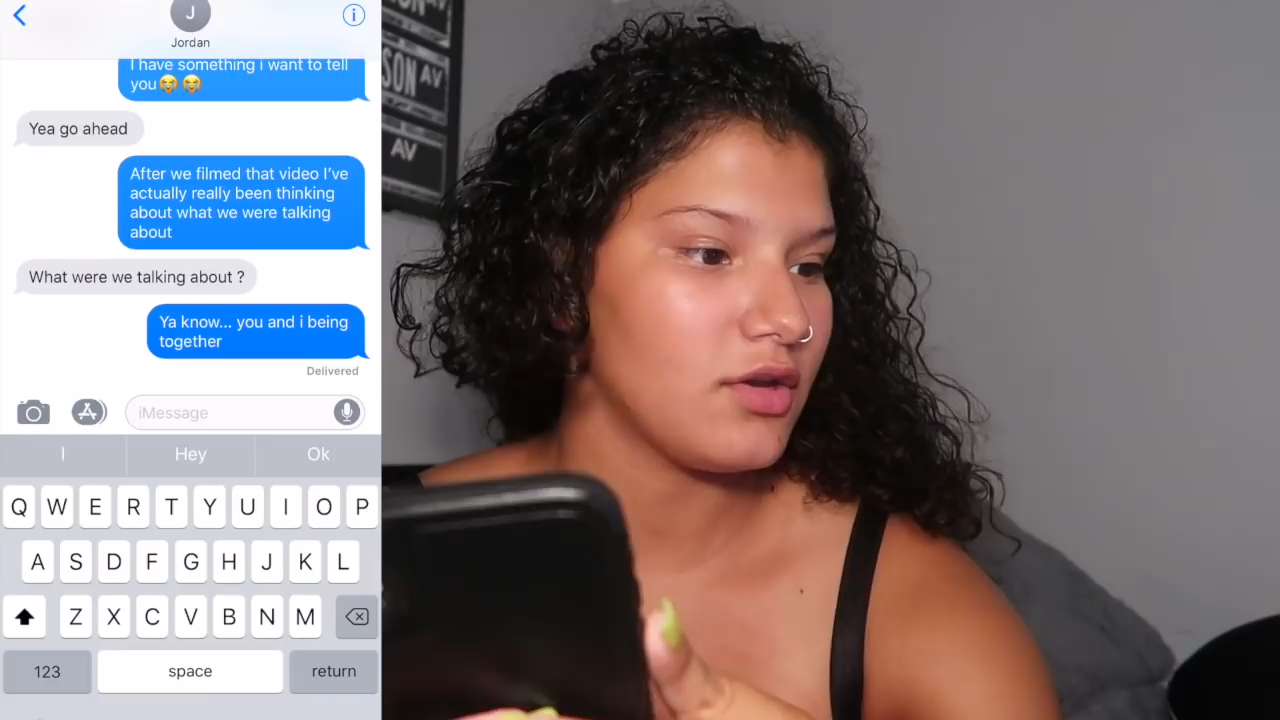 J
Jordan
I have something i want to tell
you😭😭
Yea go ahead
After we filmed that video I've
actually really been thinking
about what we were talking
about
What were we talking about ?
Ya know... you and i being
together
Delivered
iMessage
I Hey Ok
Q W E R T Y U I O P
A S D F G H J K L
Z X C V B N M
123 space return
SON AV
AV